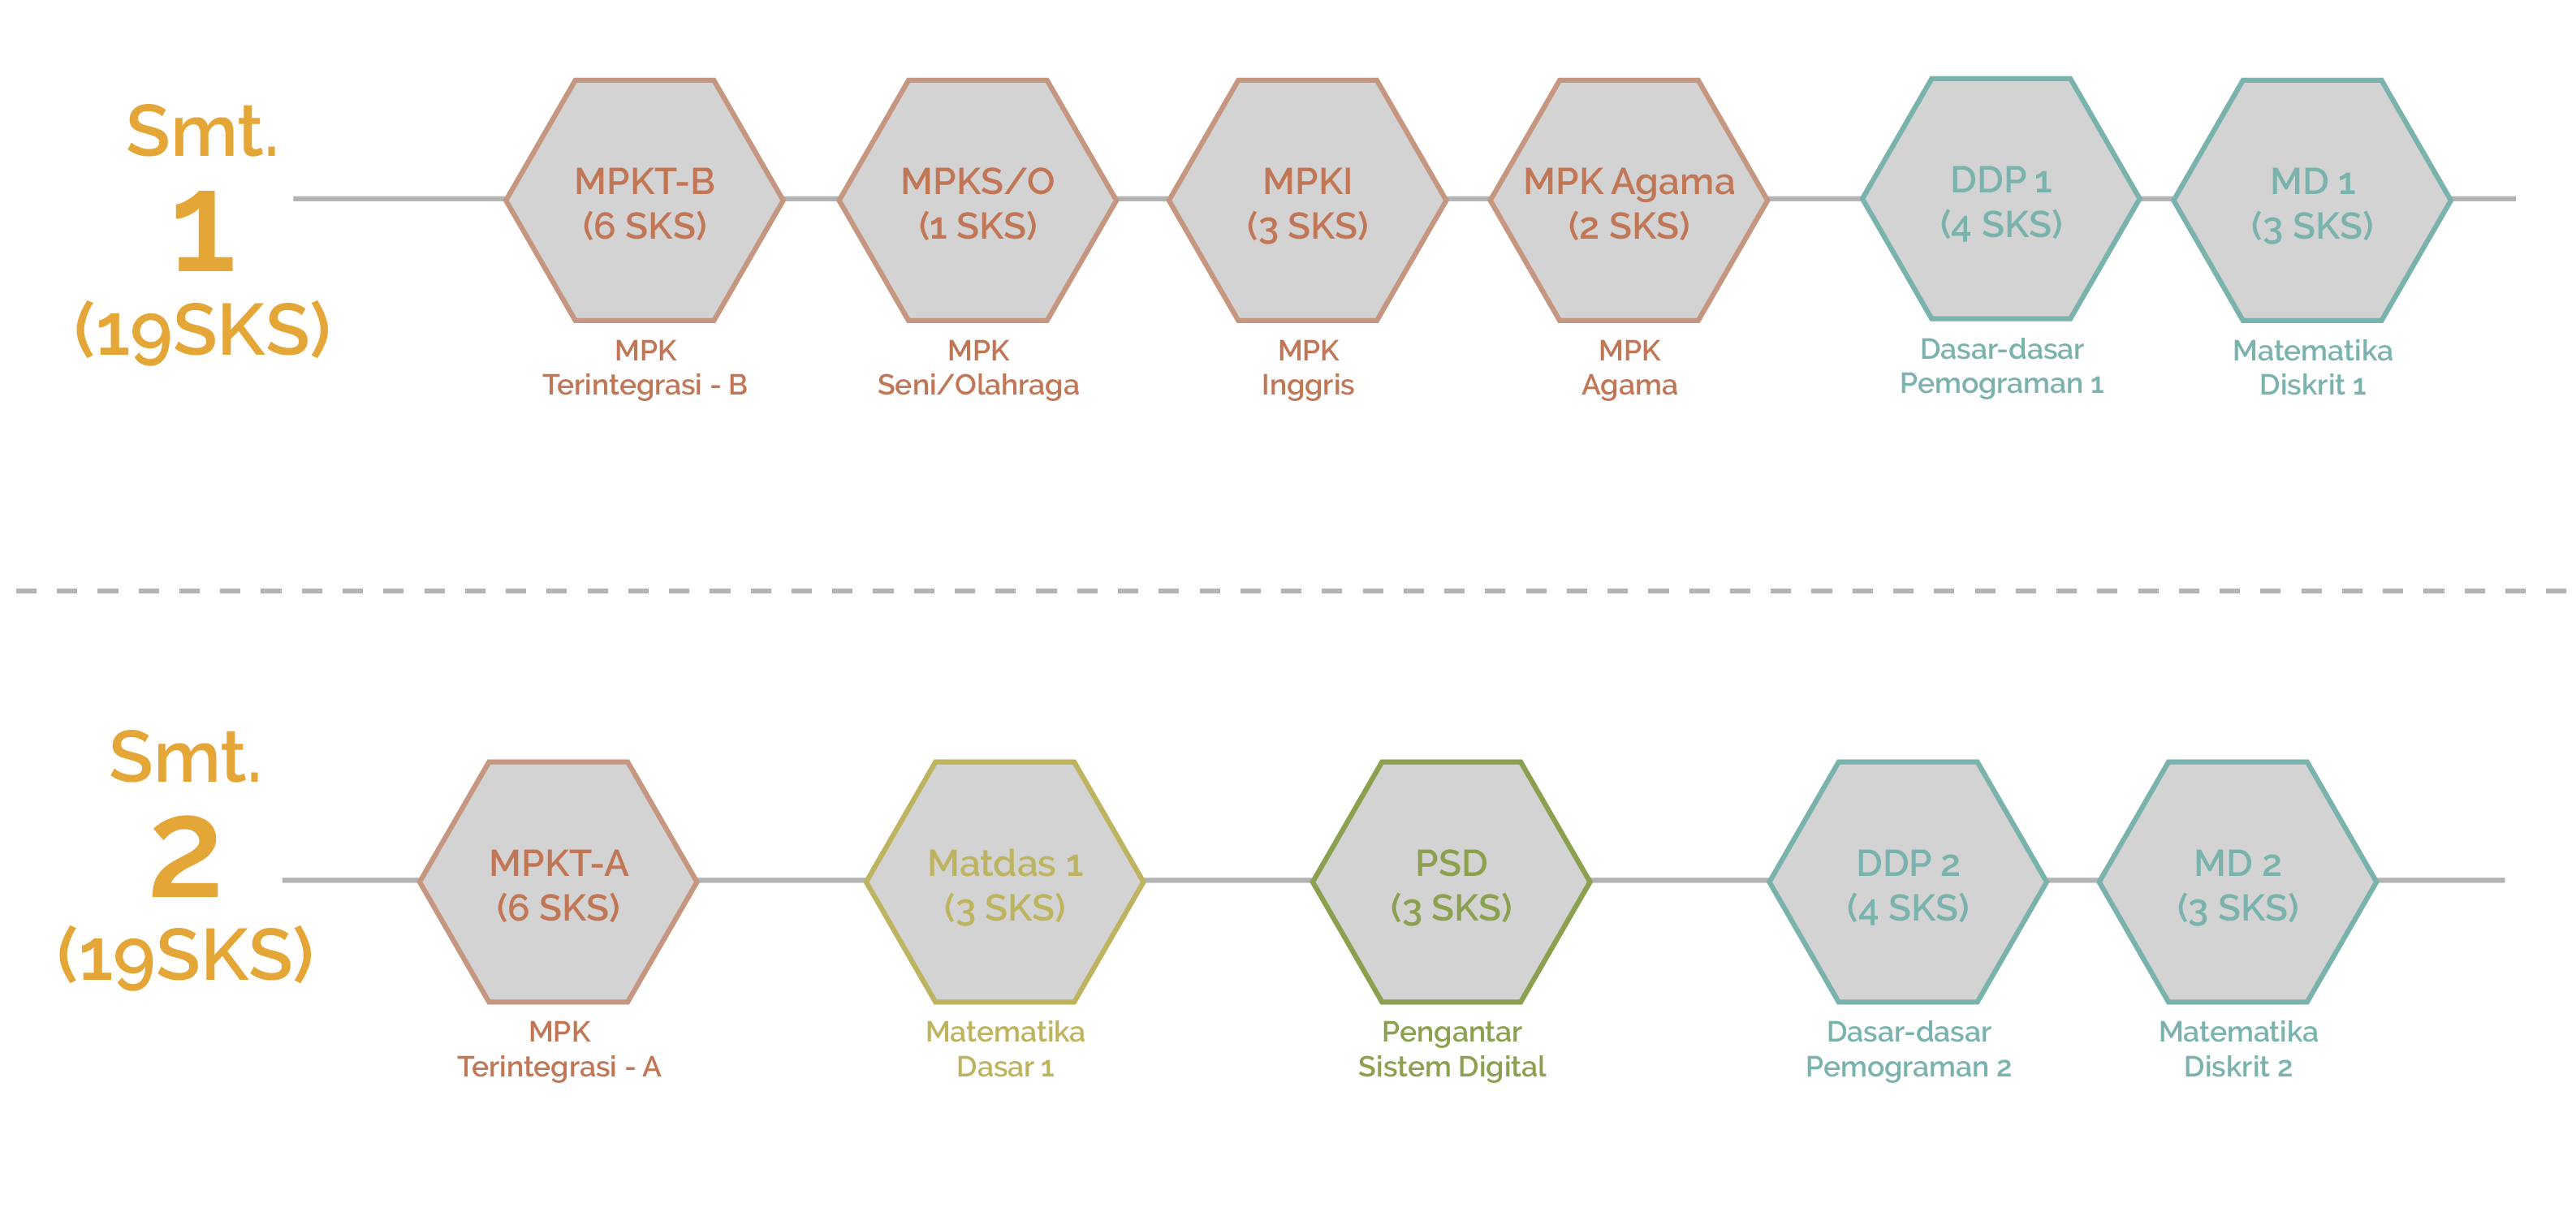 Smt.
1
(19SKS)
MPKT-B
(6 SKS)
MPK
Terintegrasi - B
MPKS/O
(1 SKS)
MPK
Seni/Olahraga
MPKI
(3 SKS)
MPK
Inggris
MPK Agama
(2 SKS)
MPK
Agama
DDP 1
(4 SKS)
Dasar-dasar
Pemograman 1
MD 1
(3 SKS)
Matematika
Diskrit 1
Smt.
2
(19SKS)
MPKT-A
(6 SKS)
MPK
Terintegrasi - A
Matdas 1
(3 SKS)
Matematika
Dasar 1
PSD
(3 SKS)
Pengantar
Sistem Digital
DDP 2
(4 SKS)
Dasar-dasar
Pemograman 2
MD 2
(3 SKS)
Matematika
Diskrit 2